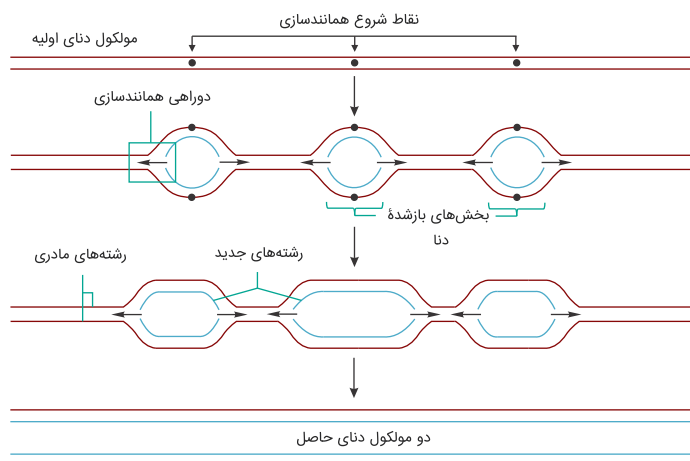 نقاط شروع همانندسازی
مولکول دنای اولیه
دوراهی همانندسازی
بخش‌های بازشدهٔ
دنا
رشته‌های جدید
رشته‌های مادری
دو مولکول دنای حاصل